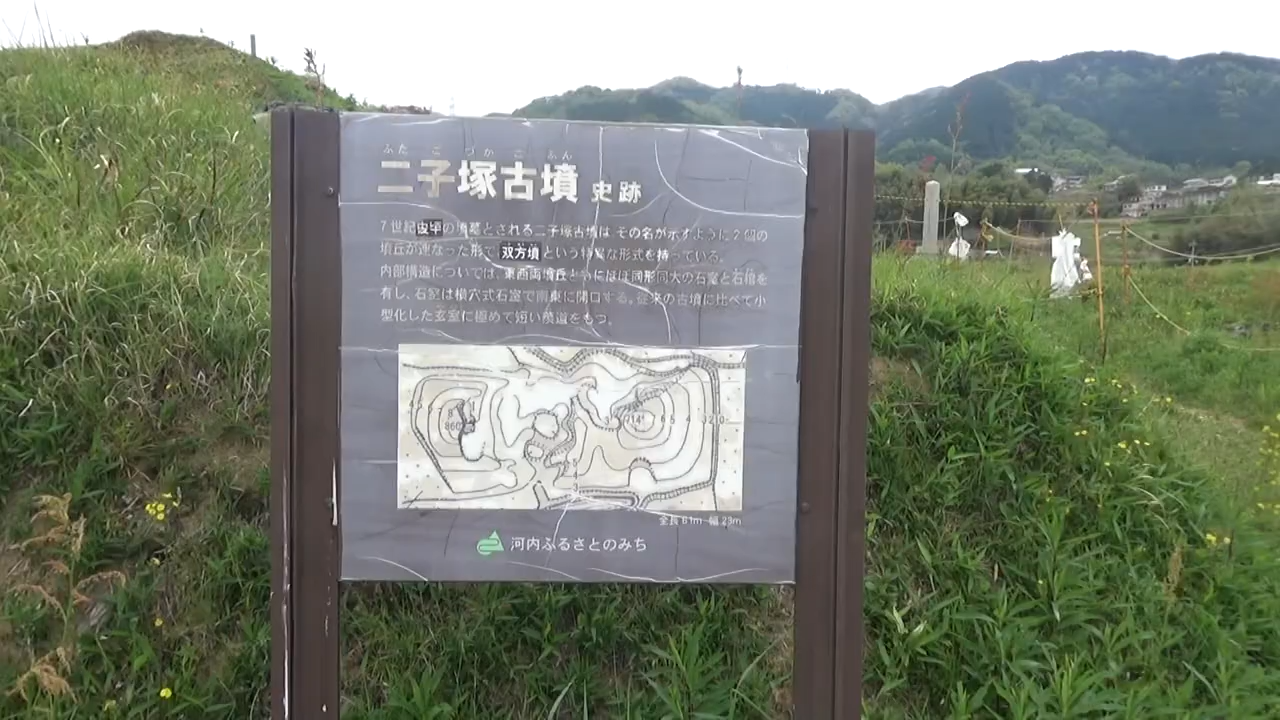 ふたごづかこふん
二子塚古墳 史跡
7世紀中半の墳墓とされる二子塚古墳は、その名が示すように2個の
墳丘が連なった形で双方墳という特異な形式を持っている。
内部構造については、東西両墳丘ともにほぼ同形同大の石室と石棺を
有し、石室は横穴式石室で南東に開口する。従来の古墳に比べて小
型化した玄室に極めて短い羨道をもつ。
全長61m 幅23m
河内ふるさとのみち